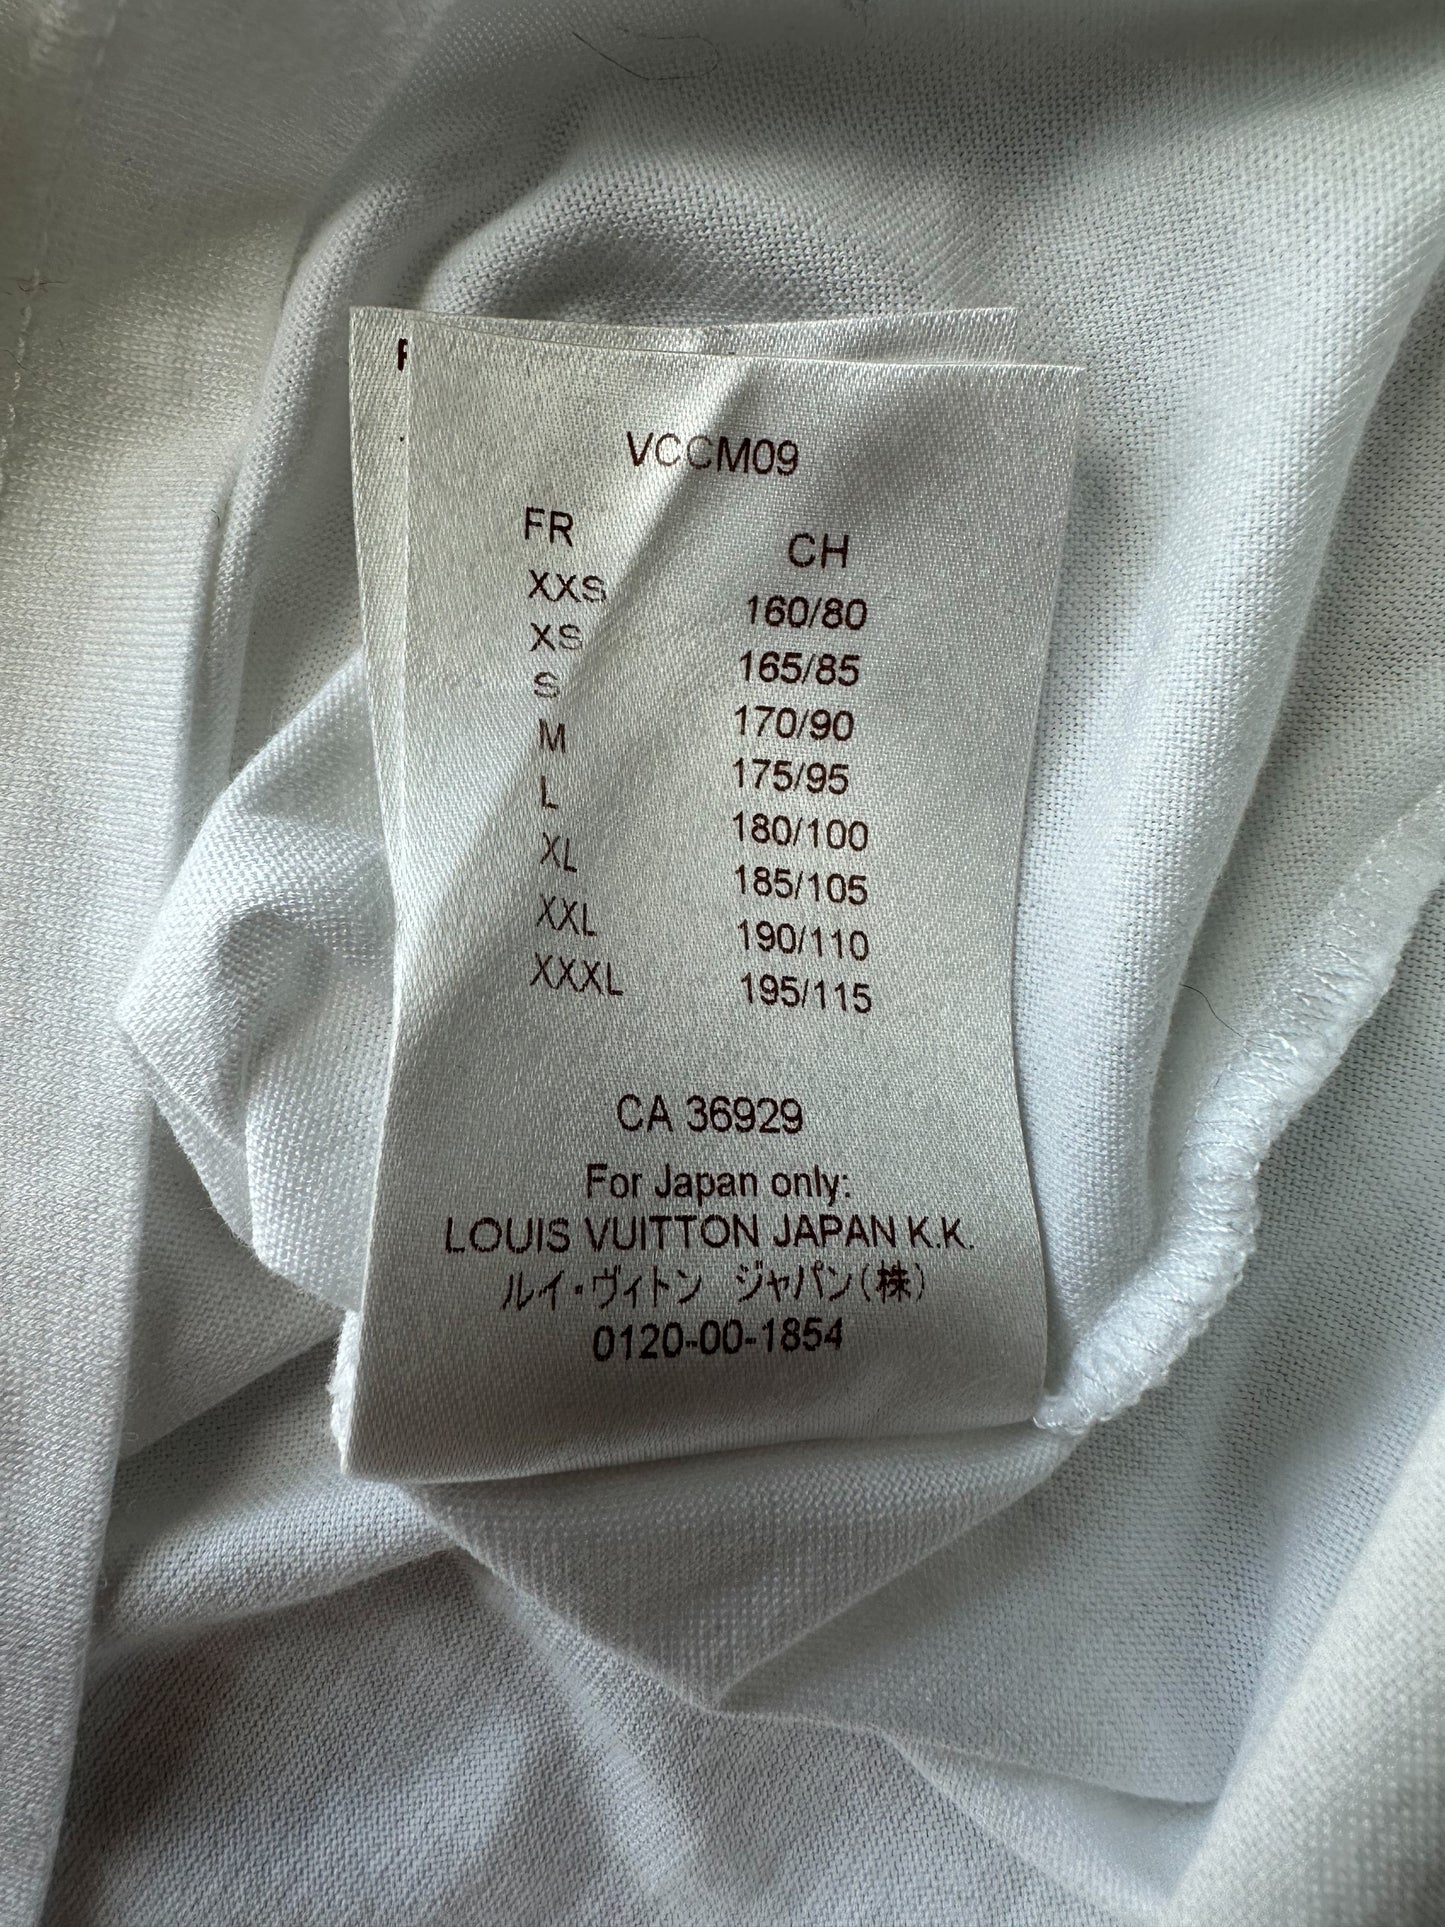 VCCM09
FR CH
XXS 160/80
XS 165/85
S 170/90
M 175/95
L 180/100
XL 185/105
XXL 190/110
XXXL 195/115
CA 36929
For Japan only:
LOUIS VUITTON JAPAN K.K.
ルイ・ヴィトン ジャパン(株)
0120-00-1854